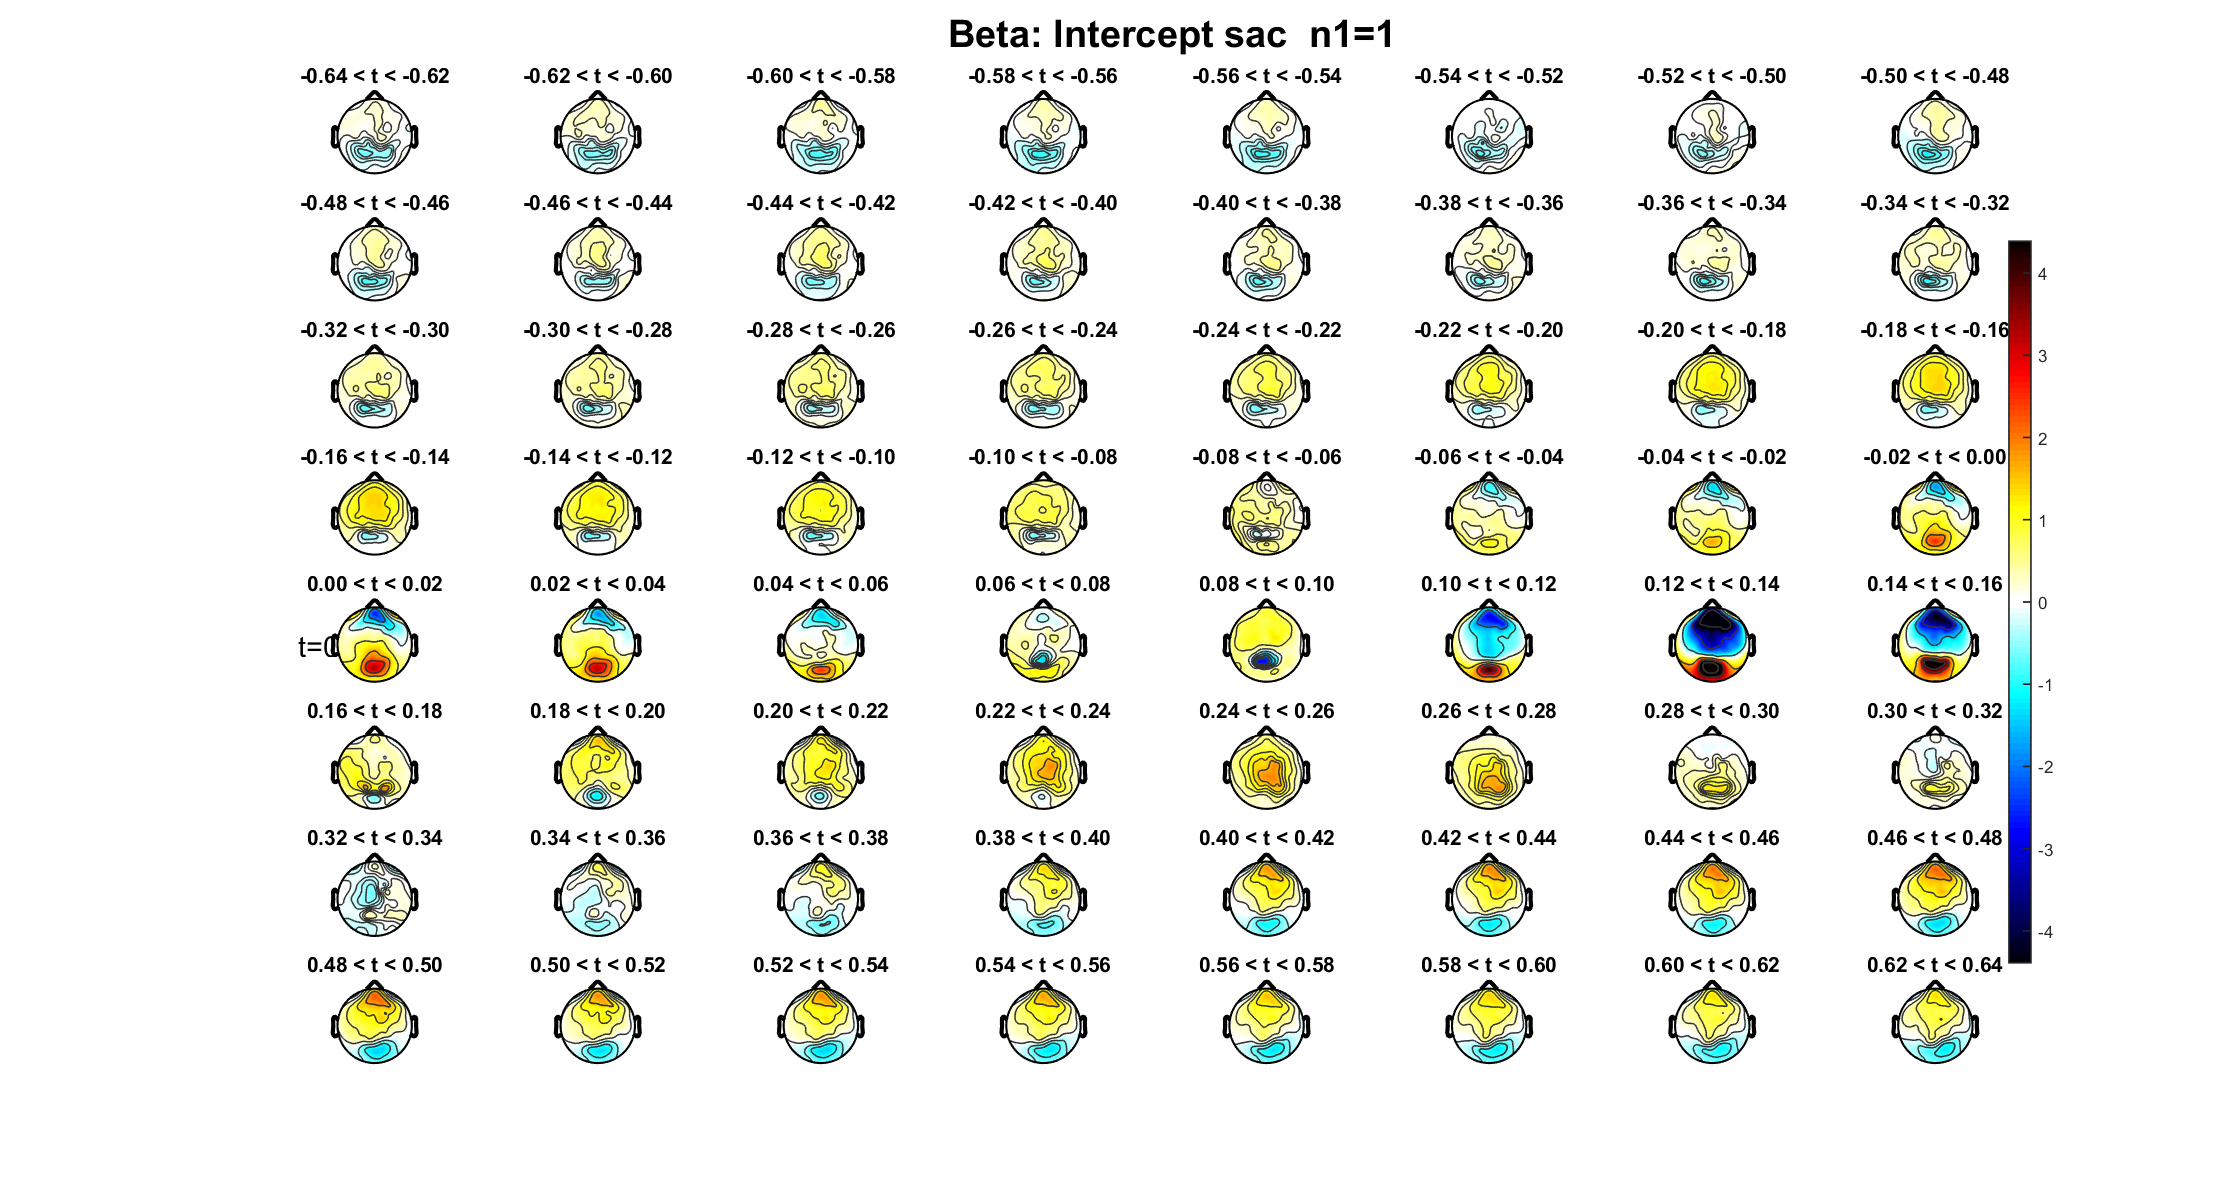 Beta: Intercept sac  n1=1
-0.64 < t < -0.62 -0.62 < t < -0.60 -0.60 < t < -0.58 -0.58 < t < -0.56 -0.56 < t < -0.54 -0.54 < t < -0.52 -0.52 < t < -0.50 -0.50 < t < -0.48
-0.48 < t < -0.46 -0.46 < t < -0.44 -0.44 < t < -0.42 -0.42 < t < -0.40 -0.40 < t < -0.38 -0.38 < t < -0.36 -0.36 < t < -0.34 -0.34 < t < -0.32
-0.32 < t < -0.30 -0.30 < t < -0.28 -0.28 < t < -0.26 -0.26 < t < -0.24 -0.24 < t < -0.22 -0.22 < t < -0.20 -0.20 < t < -0.18 -0.18 < t < -0.16
-0.16 < t < -0.14 -0.14 < t < -0.12 -0.12 < t < -0.10 -0.10 < t < -0.08 -0.08 < t < -0.06 -0.06 < t < -0.04 -0.04 < t < -0.02 -0.02 < t < 0.00
0.00 < t < 0.02 0.02 < t < 0.04 0.04 < t < 0.06 0.06 < t < 0.08 0.08 < t < 0.10 0.10 < t < 0.12 0.12 < t < 0.14 0.14 < t < 0.16
t=0
0.16 < t < 0.18 0.18 < t < 0.20 0.20 < t < 0.22 0.22 < t < 0.24 0.24 < t < 0.26 0.26 < t < 0.28 0.28 < t < 0.30 0.30 < t < 0.32
0.32 < t < 0.34 0.34 < t < 0.36 0.36 < t < 0.38 0.38 < t < 0.40 0.40 < t < 0.42 0.42 < t < 0.44 0.44 < t < 0.46 0.46 < t < 0.48
0.48 < t < 0.50 0.50 < t < 0.52 0.52 < t < 0.54 0.54 < t < 0.56 0.56 < t < 0.58 0.58 < t < 0.60 0.60 < t < 0.62 0.62 < t < 0.64
4
3
2
1
0
-1
-2
-3
-4